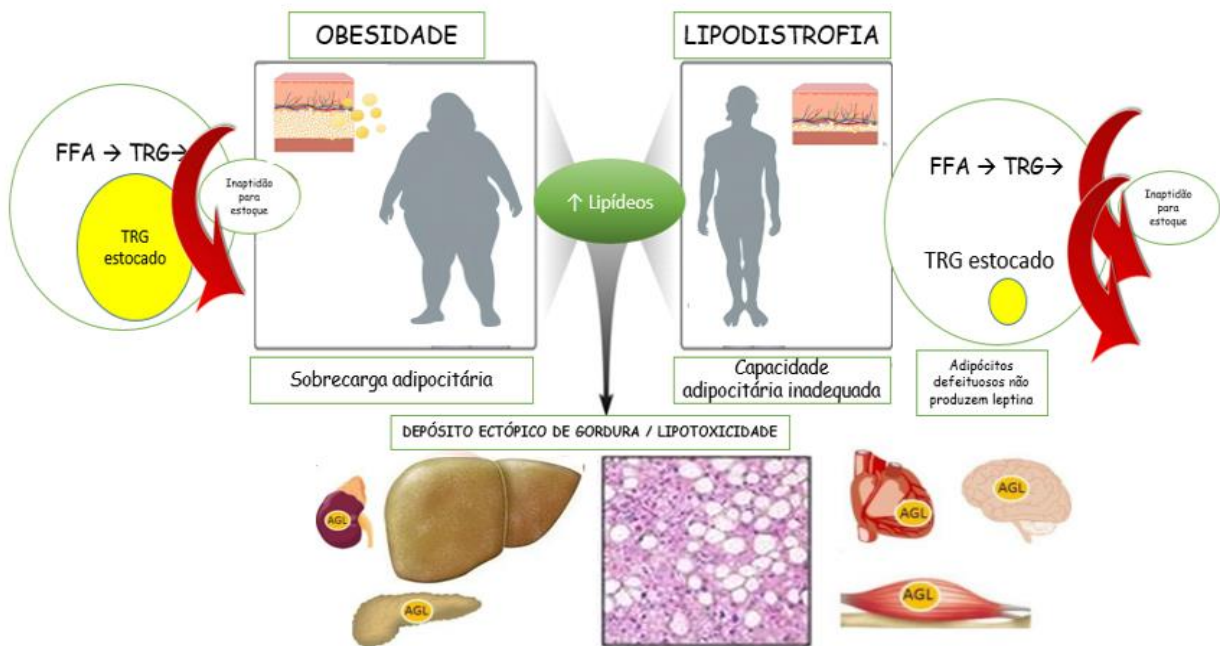 OBESIDADE
LIPODISTROFIA
FFA → TRG→
Inaptidão
para
estoque
TRG
estocado
↑ Lipídeos
FFA → TRG→
Inaptidão
para
estoque
TRG estocado
Sobrecarga adipocitária
Capacidade
adipocitária inadequada
Adipócitos
defeituosos não
produzem leptina
DEPÓSITO ECTÓPICO DE GORDURA / LIPOTOXICIDADE
AGL
AGL
AGL
AGL
AGL